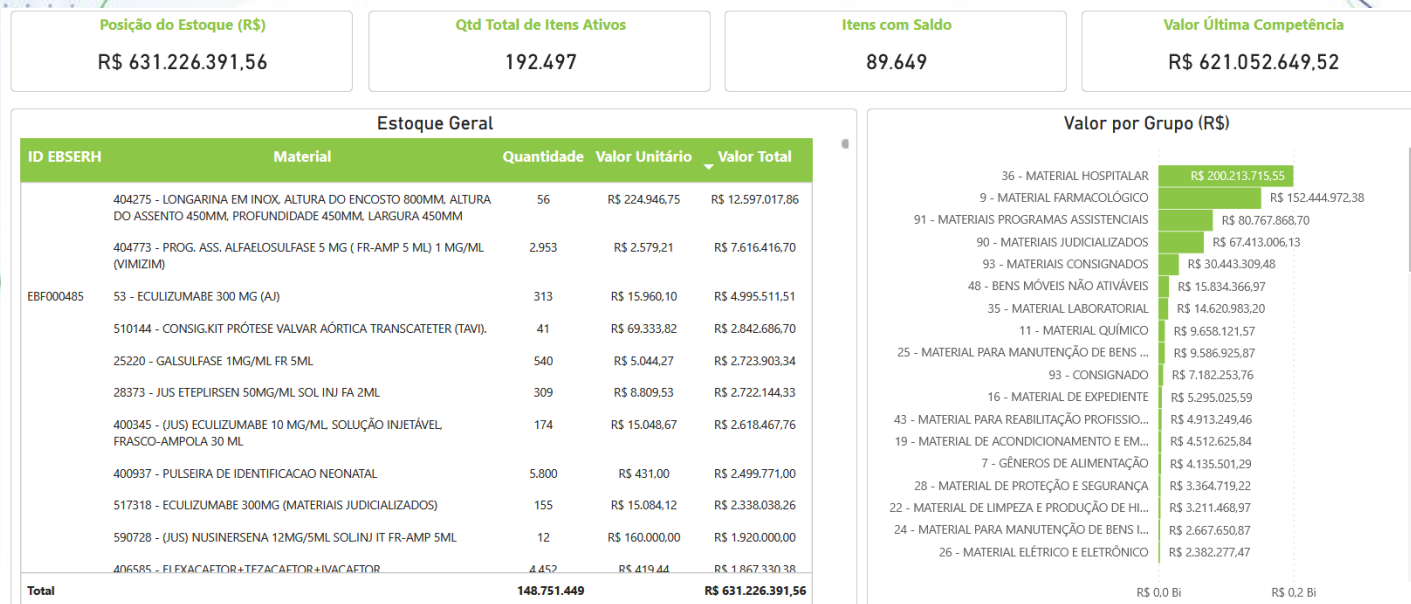 Posição do Estoque (R$)
R$ 631.226.391,56
Qtd Total de Itens Ativos
192.497
Itens com Saldo
89.649
Valor Última Competência
R$ 621.052.649,52
Estoque Geral
ID EBSERH Material Quantidade Valor Unitário Valor Total
404275 - LONGARINA EM INOX. ALTURA DO ENCOSTO 800MM, ALTURA
DO ASSENTO 450MM, PROFUNDIDADE 450MM, LARGURA 450MM
56 R$ 224.946,75 R$ 12.597.017,86
404773 - PROG. ASS. ALFAELOSULFASE 5 MG ( FR-AMP 5 ML) 1 MG/ML
(VIMIZIM)
2.953 R$ 2.579,21 R$ 7.616.416,70
EBF000485 53 - ECULIZUMABE 300 MG (AJ) 313 R$ 15.960,10 R$ 4.995.511,51
510144 - CONSIG.KIT PRÓTESE VALVAR AÓRTICA TRANSCATETER (TAVI). 41 R$ 69.333,82 R$ 2.842.686,70
25220 - GALSULFASE 1MG/ML FR 5ML 540 R$ 5.044,27 R$ 2.723.903,34
28373 - JUS ETEPLIRSEN 50MG/ML SOL INJ FA 2ML 309 R$ 8.809,53 R$ 2.722.144,33
400345 - (JUS) ECULIZUMABE 10 MG/ML, SOLUÇÃO INJETÁVEL,
FRASCO-AMPOLA 30 ML
174 R$ 15.048,67 R$ 2.618.467,76
400937 - PULSEIRA DE IDENTIFICACAO NEONATAL 5.800 R$ 431,00 R$ 2.499.771,00
517318 - ECULIZUMABE 300MG (MATERIAIS JUDICIALIZADOS) 155 R$ 15.084,12 R$ 2.338.038,26
590728 - (JUS) NUSINERSENA 12MG/5ML SOL.INJ IT FR-AMP 5ML 12 R$ 160.000,00 R$ 1.920.000,00
406585 - ELEXACAFTOR+TEZACAFTOR+IVACAFTOR 4.452 R$ 419,44 R$ 1.867.330,38
Total 148.751.449 R$ 631.226.391,56
Valor por Grupo (R$)
36 - MATERIAL HOSPITALAR R$ 200.213.715,55
9 - MATERIAL FARMACOLÓGICO R$ 152.444.972,38
91 - MATERIAIS PROGRAMAS ASSISTENCIAIS R$ 80.767.868,70
90 - MATERIAIS JUDICIALIZADOS R$ 67.413.006,13
93 - MATERIAIS CONSIGNADOS R$ 30.443.309,48
48 - BENS MÓVEIS NÃO ATIVÁVEIS R$ 15.834.366,97
35 - MATERIAL LABORATORIAL R$ 14.620.983,20
11 - MATERIAL QUÍMICO R$ 9.658.121,57
25 - MATERIAL PARA MANUTENÇÃO DE BENS ... R$ 9.586.925,87
93 - CONSIGNADO R$ 7.182.253,76
16 - MATERIAL DE EXPEDIENTE R$ 5.295.025,59
43 - MATERIAL PARA REABILITAÇÃO PROFISSIO... R$ 4.913.249,46
19 - MATERIAL DE ACONDICIONAMENTO E EM... R$ 4.512.625,84
7 - GÊNEROS DE ALIMENTAÇÃO R$ 4.135.501,29
28 - MATERIAL DE PROTEÇÃO E SEGURANÇA R$ 3.364.719,22
22 - MATERIAL DE LIMPEZA E PRODUÇÃO DE HI... R$ 3.211.468,97
24 - MATERIAL PARA MANUTENÇÃO DE BENS I... R$ 2.667.650,87
26 - MATERIAL ELÉTRICO E ELETRÔNICO R$ 2.382.277,47
R$ 0,0 Bi R$ 0,2 Bi